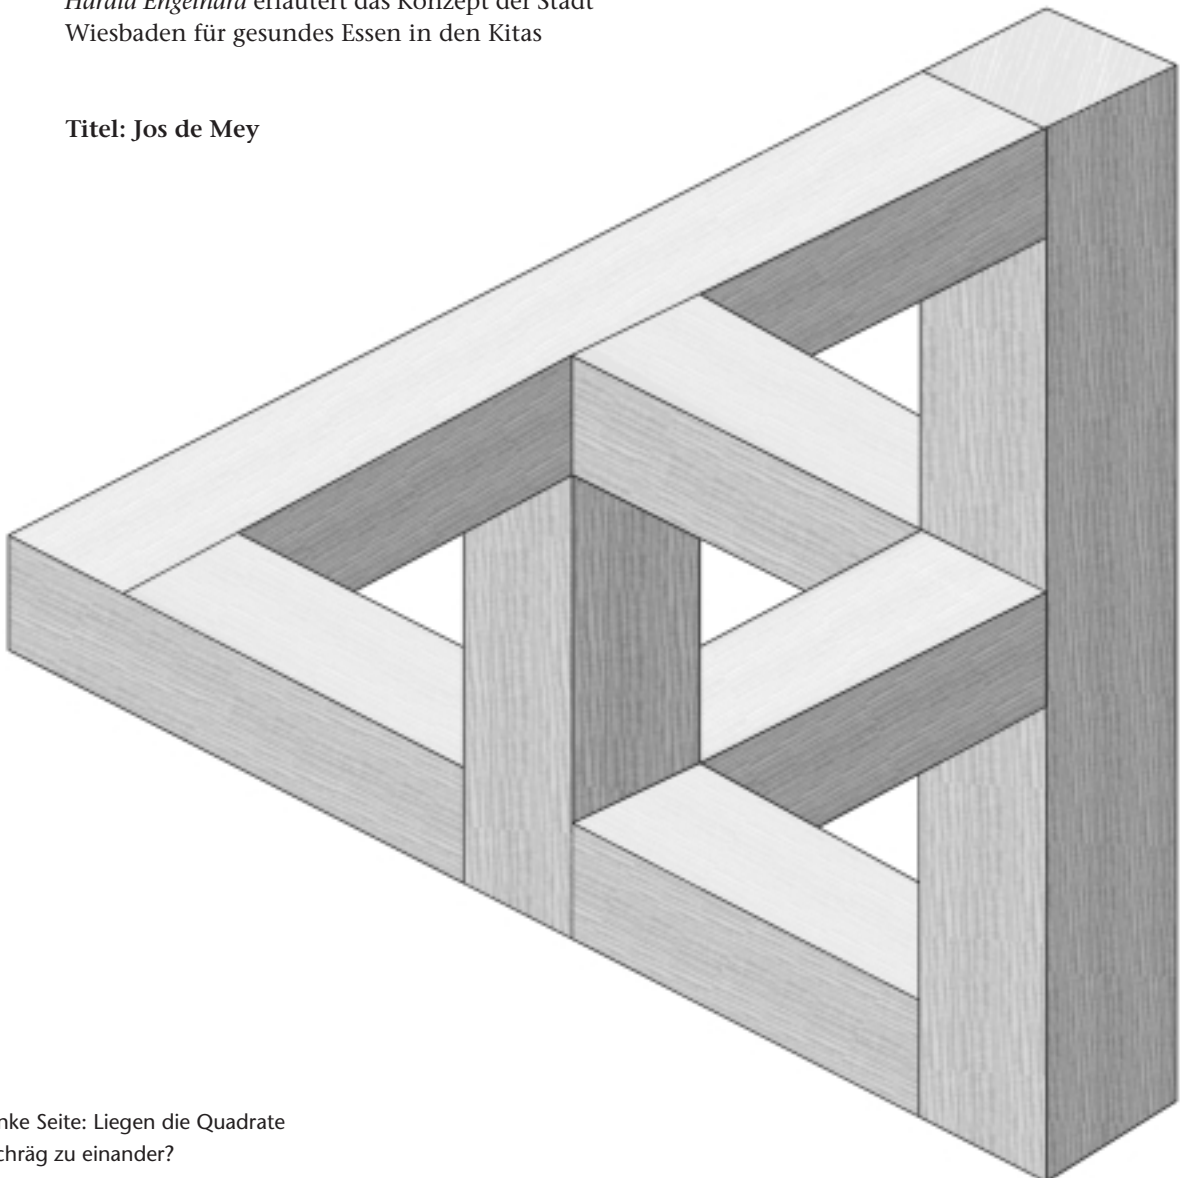 Harald Engelhard erläutert das Konzept der Stadt
Wiesbaden für gesundes Essen in den Kitas
Titel: Jos de Mey
nke Seite: Liegen die Quadrate
chräg zu einander?